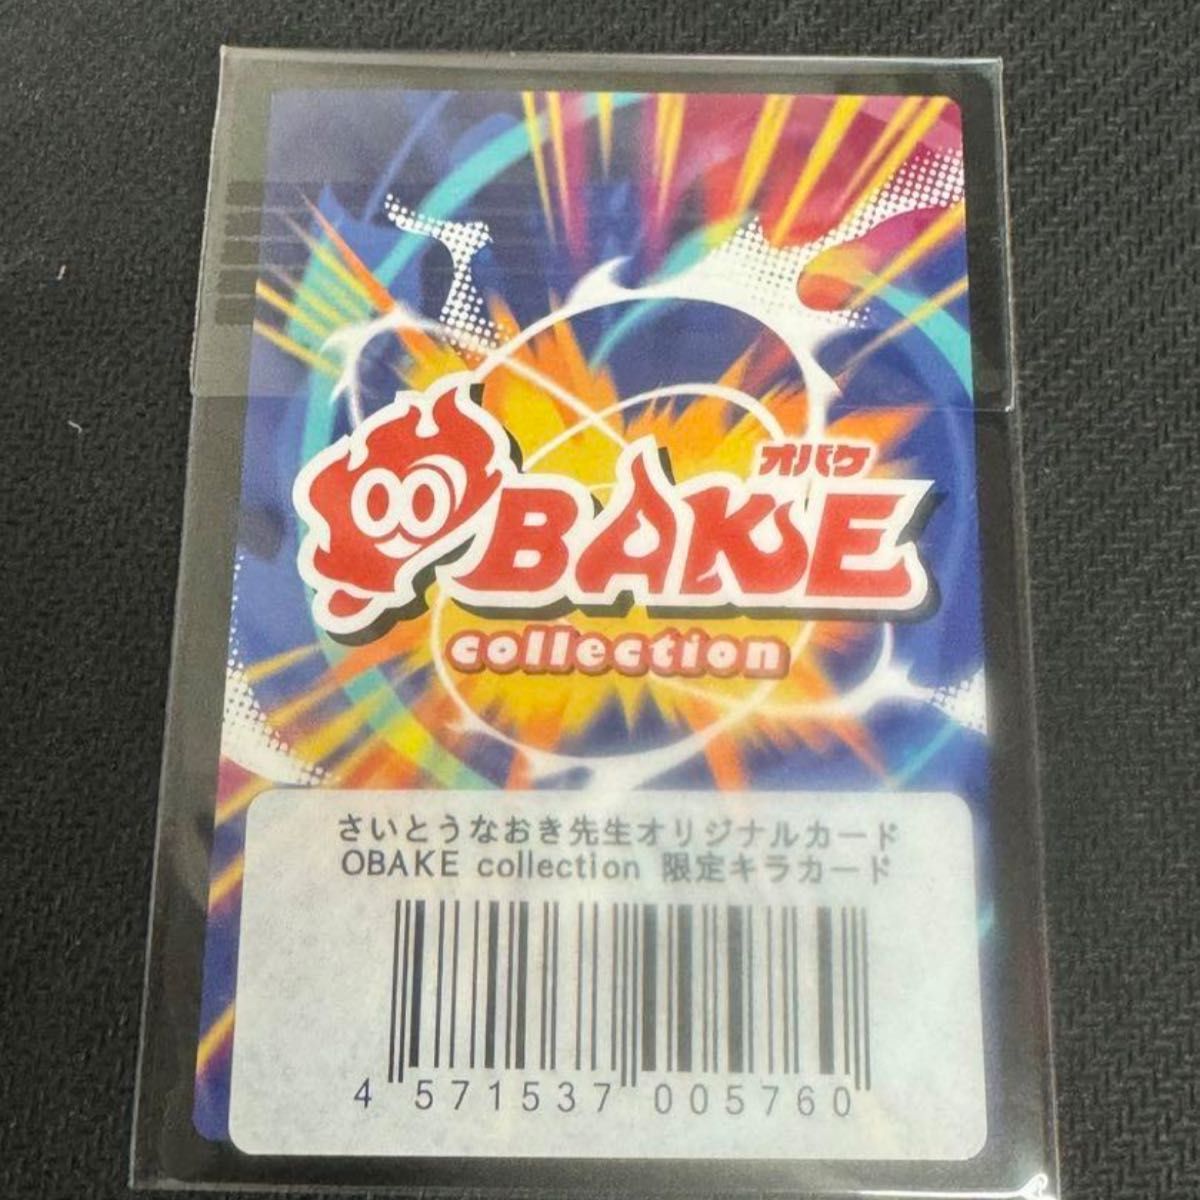 オバケ
OBAKE
collection
さいとうなおき先生オリジナルカード
OBAKE collection 限定キラカード
4 571537 005760